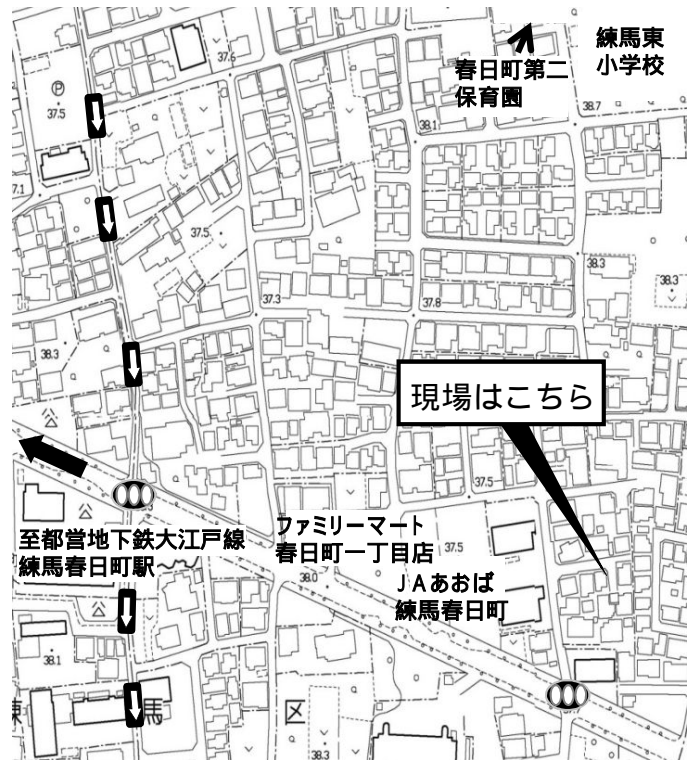 練馬東
小学校
春日町第二
保育園
37.6
37.5
38.7
38.1
37.1
37.5
38.3
38.3
37.3
37.8
38.3
現場はこちら
37.5
ファミリーマート
春日町一丁目店
37.5
至都営地下鉄大江戸線
練馬春日町駅
38.0
JAあおば
練馬春日町
38.1
練
馬
区
38.3